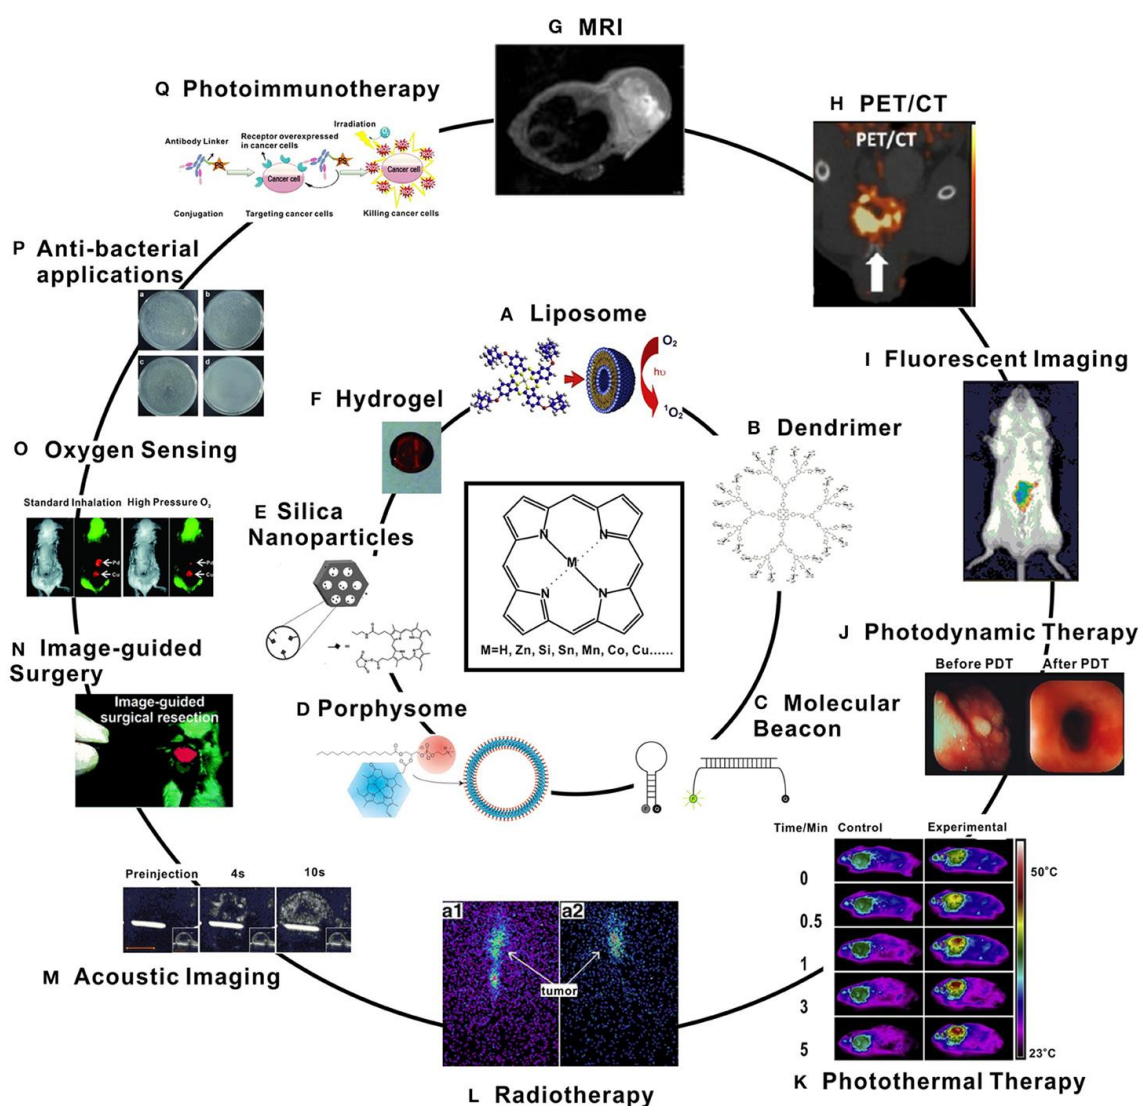 G MRI
Q Photoimmunotherapy
Irradiation
O₂
Antibody Linker
Receptor overexpressed
in cancer cells
PS
PS
Cancer cell
Cancer cell
Conjugation
Targeting cancer cells
Killing cancer cells
H PET/CT
PET/CT
P Anti-bacterial
applications
a
b
c
d
A Liposome
O₂
hυ
¹O₂
I Fluorescent Imaging
F Hydrogel
B Dendrimer
O Oxygen Sensing
Standard Inhalation
High Pressure O₂
Pd
Cu
Pd
Cu
E Silica
Nanoparticles
N
N
M
N
N
M=H, Zn, Si, Sn, Mn, Co, Cu......
J Photodynamic Therapy
Before PDT
After PDT
N Image-guided
Surgery
Image-guided
surgical resection
D Porphysome
C Molecular
Beacon
F
Q
F
Q
Time/Min
Control
Experimental
0
0.5
1
3
5
50°C
23°C
K Photothermal Therapy
Preinjection
4s
10s
M Acoustic Imaging
a1
a2
tumor
L Radiotherapy